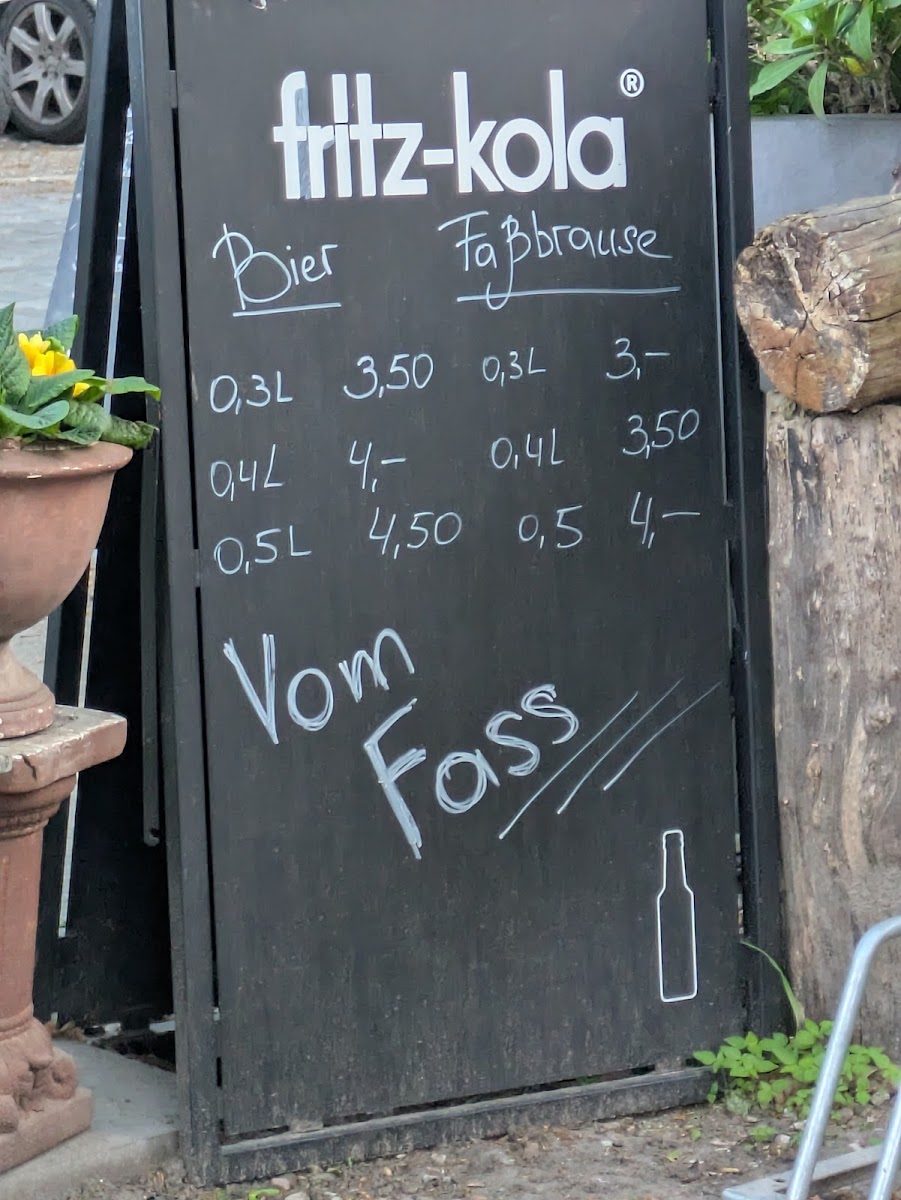 fritz-kola®
Bier Faßbrause
0,3L 3,50 0,3L 3,-
0,4L 4,- 0,4L 3,50
0,5L 4,50 0,5 4,-
Vom
Fass